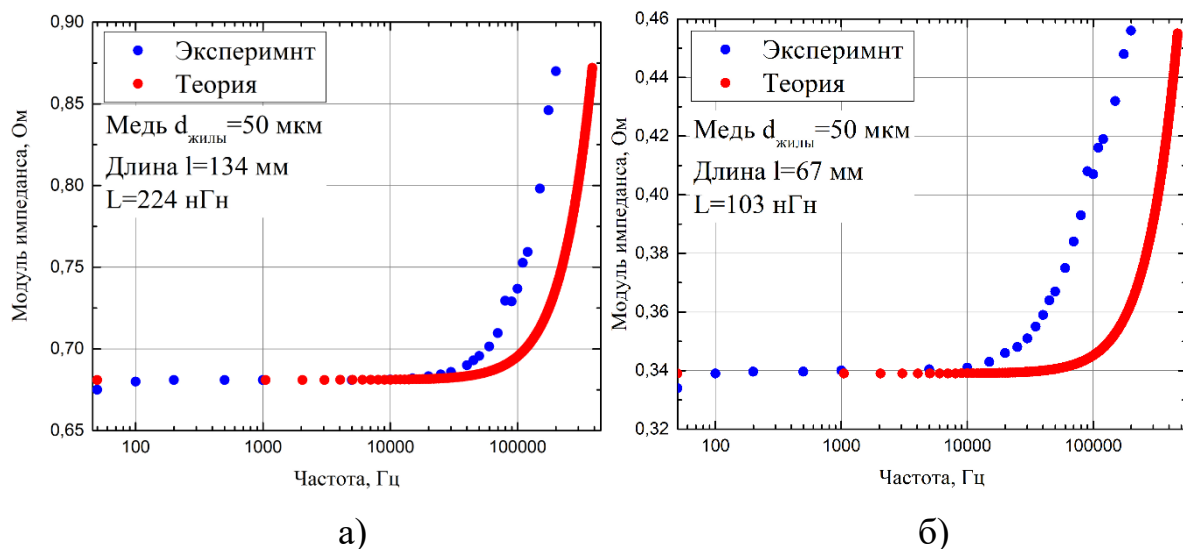 Эксперимнт
Теория
Медь dжилы=50 мкм
Длина l=134 мм
L=224 нГн
Модуль импеданса, Ом
0,90
0,85
0,80
0,75
0,70
0,65
100
1000
10000
100000
Частота, Гц
а)
Эксперимнт
Теория
Медь dжилы=50 мкм
Длина l=67 мм
L=103 нГн
Модуль импеданса, Ом
0,46
0,44
0,42
0,40
0,38
0,36
0,34
0,32
100
1000
10000
100000
Частота, Гц
б)